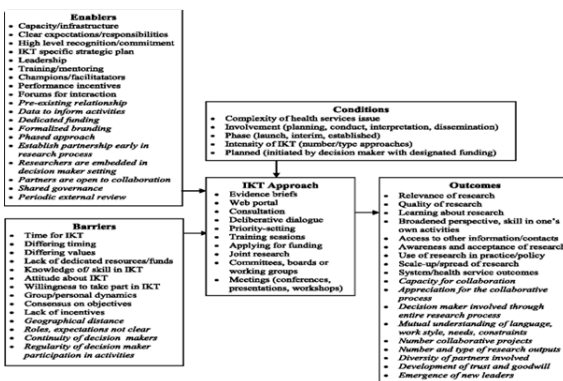 Enablers
• Capacity/infrastructure
• Clear expectations/responsibilities
• High level recognition/commitment
• IKT specific strategic plan
• Leadership
• Training/mentoring
• Champions/facilitatators
• Performance incentives
• Forums for interaction
• Pre-existing relationship
• Data to inform activities
• Dedicated funding
• Formalized branding
• Phased approach
• Establish partnership early in
research process
• Researchers are embedded in
decision maker setting
• Partners are open to collaboration
• Shared governance
• Periodic external review
Barriers
• Time for IKT
• Differing timing
• Differing values
• Lack of dedicated resources/funds
• Knowledge of/ skill in IKT
• Attitude about IKT
• Willingness to take part in IKT
• Group/personal dynamics
• Consensus on objectives
• Lack of incentives
• Geographical distance
• Roles, expectations not clear
• Continuity of decision makers
• Regularity of decision maker
participation in activities
Conditions
• Complexity of health services issue
• Involvement (planning, conduct, interpretation, dissemination)
• Phase (launch, interim, established)
• Intensity of IKT (number/type approaches)
• Planned (initiated by decision maker with designated funding)
IKT Approach
• Evidence briefs
• Web portal
• Consultation
• Deliberative dialogue
• Priority-setting
• Training sessions
• Applying for funding
• Joint research
• Committees, boards or
working groups
• Meetings (conferences,
presentations, workshops)
Outcomes
• Relevance of research
• Quality of research
• Learning about research
• Broadened perspective, skill in one's
own activities
• Access to other information/contacts
• Awareness and acceptance of research
• Use of research in practice/policy
• Scale-up/spread of research
• System/health service outcomes
• Capacity for collaboration
• Appreciation for the collaborative
process
• Decision maker involved through
entire research process
• Mutual understanding of language,
work style, needs, constraints
• Number collaborative projects
• Number and type of research outputs
• Diversity of partners involved
• Development of trust and goodwill
• Emergence of new leaders